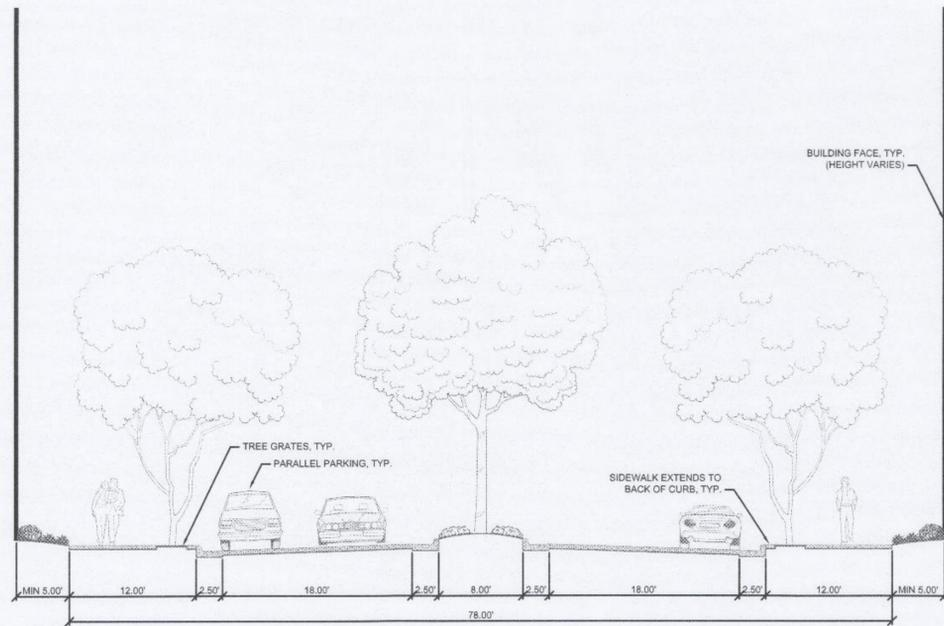 BUILDING FACE, TYP.
(HEIGHT VARIES)
TREE GRATES, TYP.
PARALLEL PARKING, TYP.
SIDEWALK EXTENDS TO
BACK OF CURB, TYP.
MIN 5.00' 12.00' 2.50' 18.00' 2.50' 8.00' 2.50' 18.00' 2.50' 12.00' MIN 5.00'
78.00'